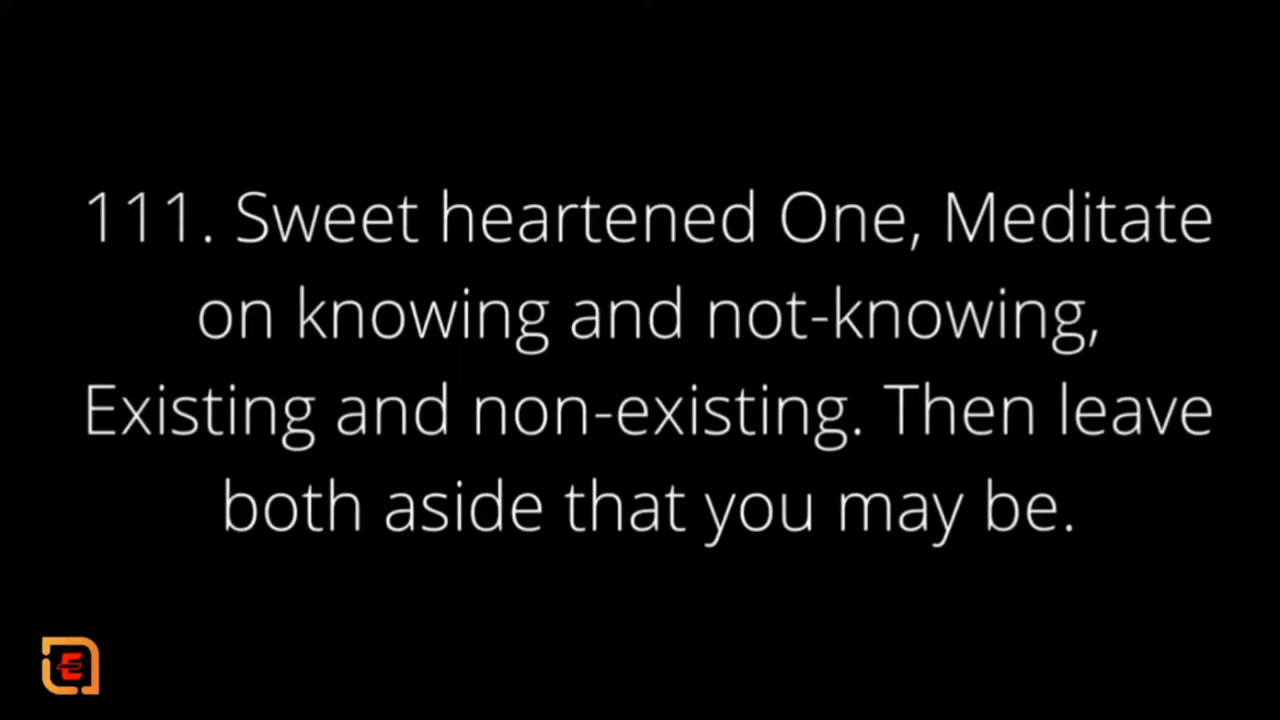 111. Sweet heartened One, Meditate
on knowing and not-knowing,
Existing and non-existing. Then leave
both aside that you may be.
E